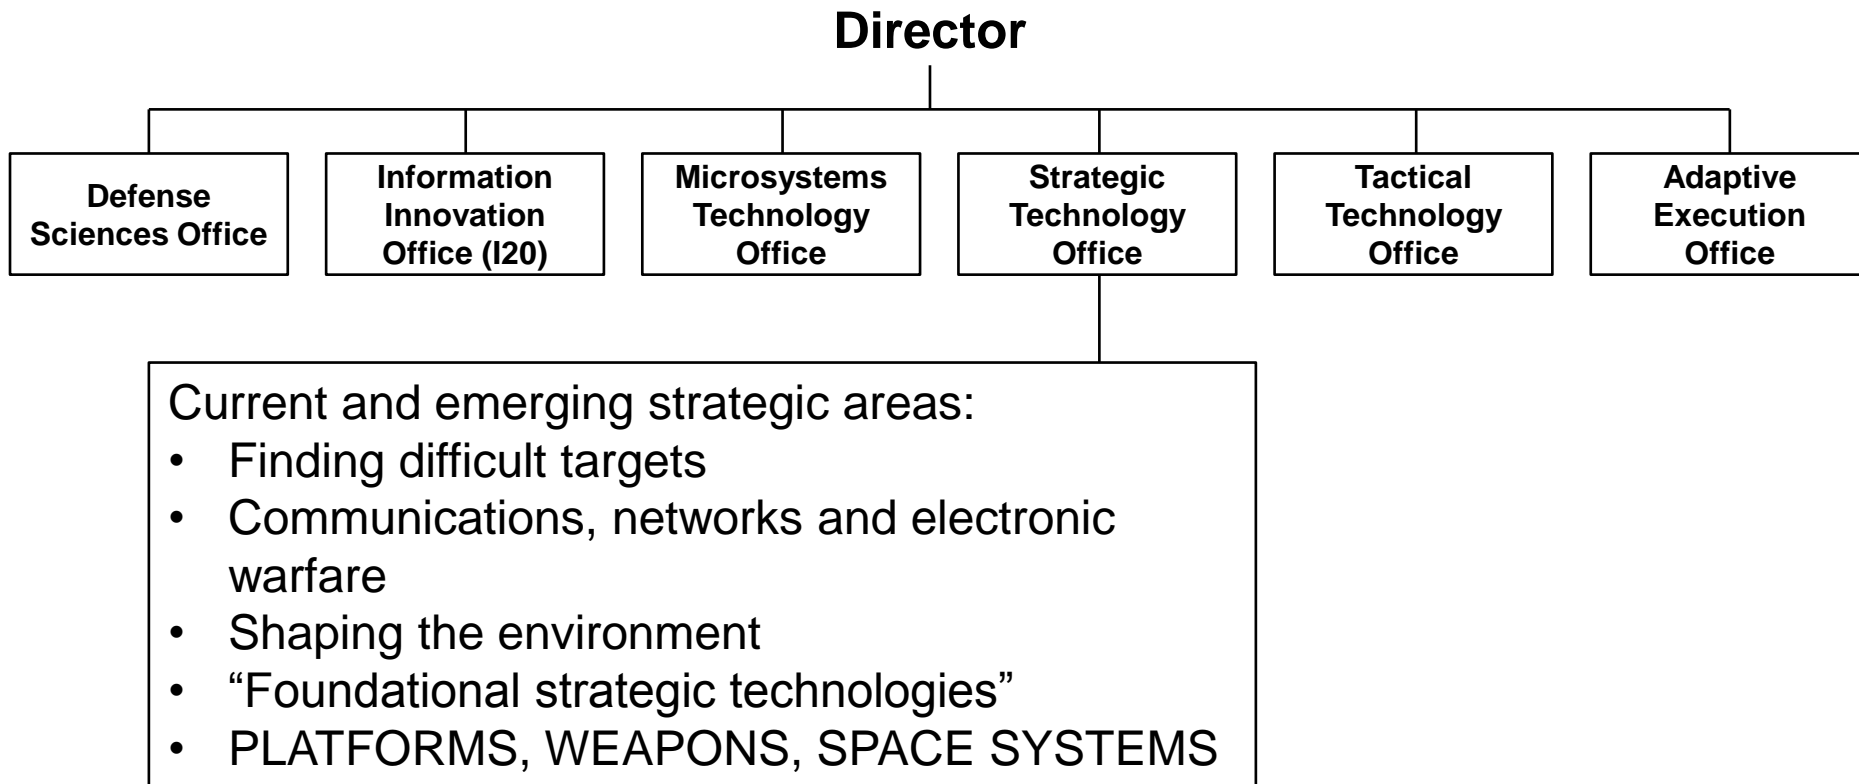 Director
Defense
Sciences Office
Information
Innovation
Office (I20)
Microsystems
Technology
Office
Strategic
Technology
Office
Tactical
Technology
Office
Adaptive
Execution
Office
Current and emerging strategic areas:
• Finding difficult targets
• Communications, networks and electronic
warfare
• Shaping the environment
• “Foundational strategic technologies”
• PLATFORMS, WEAPONS, SPACE SYSTEMS